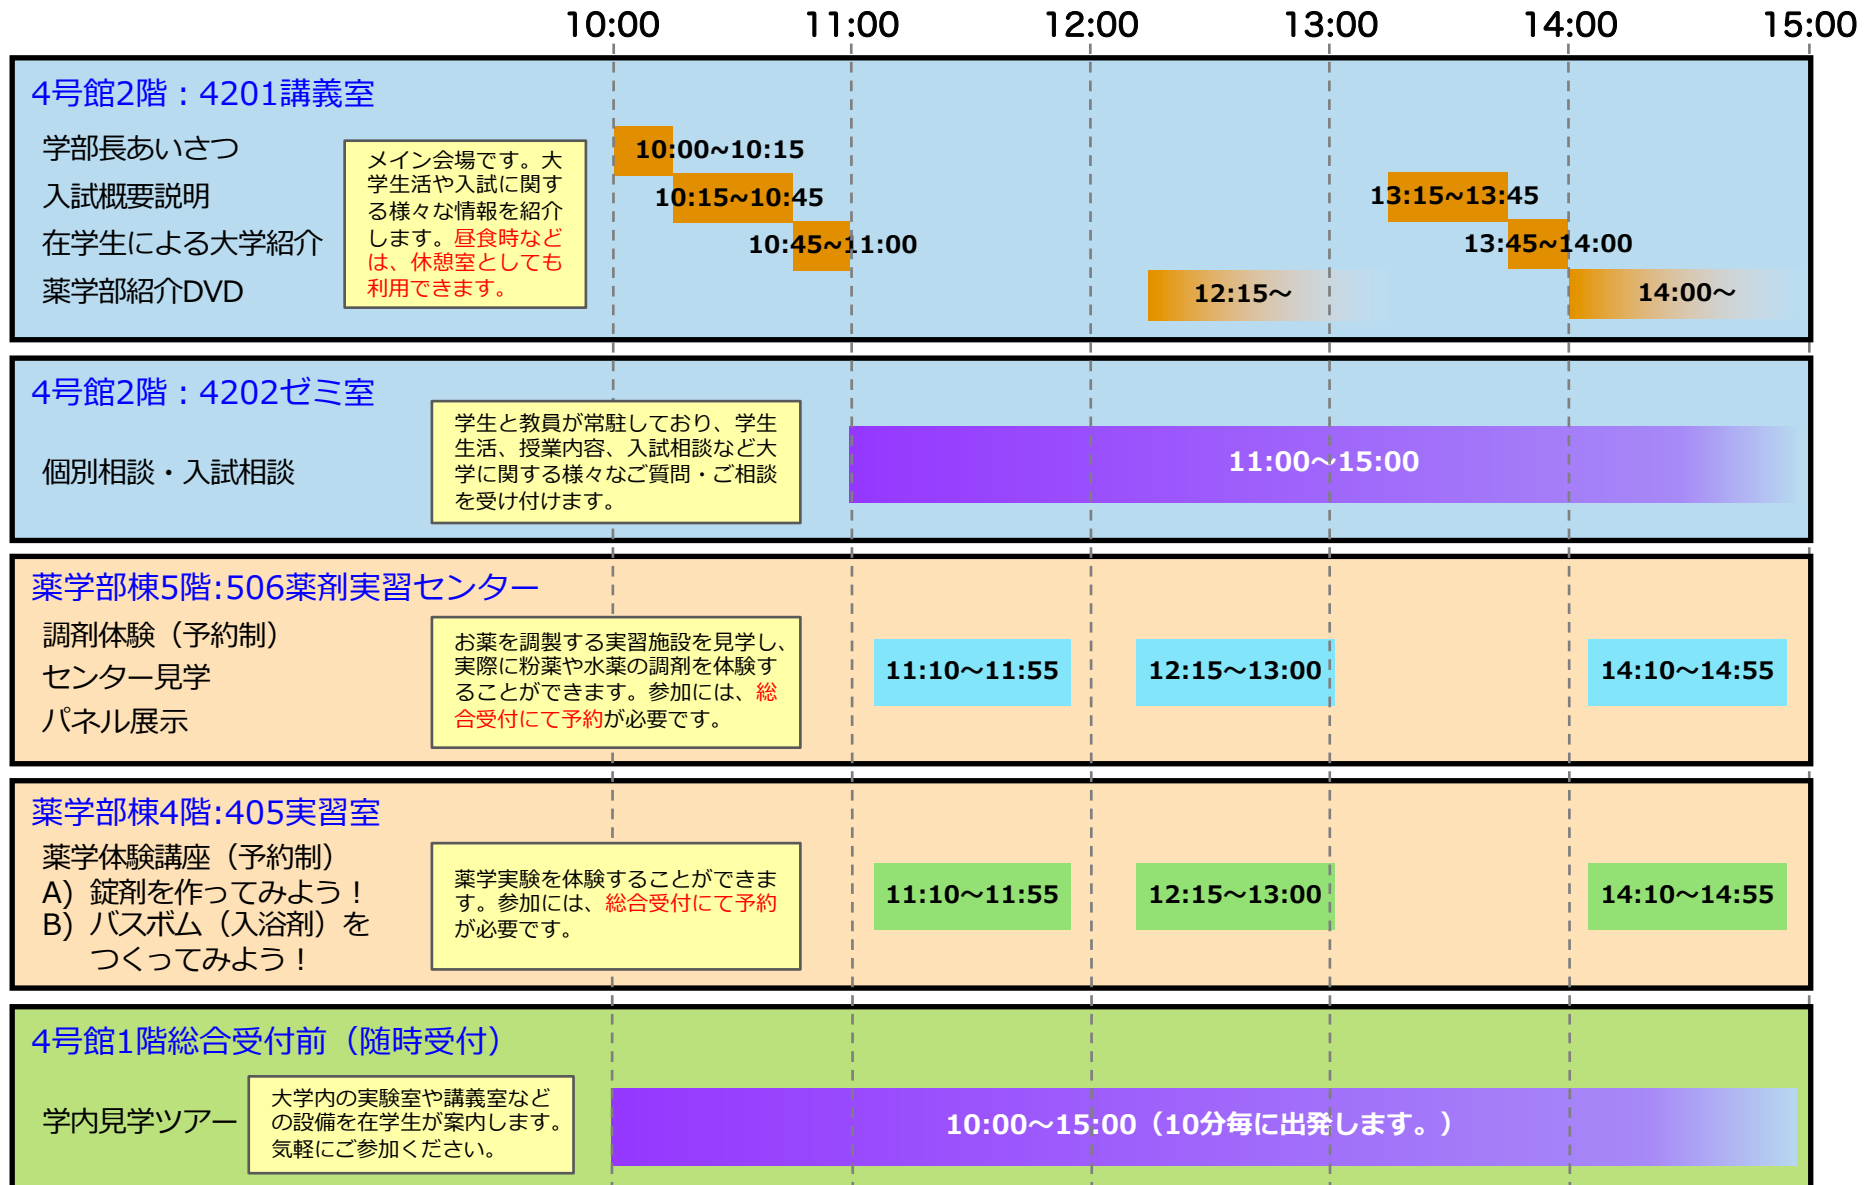 10:00 11:00 12:00 13:00 14:00 15:00
4号館2階：4201講義室
学部長あいさつ
入試概要説明
在学生による大学紹介
薬学部紹介DVD
メイン会場です。大
学生活や入試に関す
る様々な情報を紹介
します。昼食時など
は、休憩室としても
利用できます。
10:00~10:15
10:15~10:45
10:45~11:00
13:15~13:45
13:45~14:00
12:15～
14:00～
4号館2階：4202ゼミ室
個別相談・入試相談
学生と教員が常駐しており、学生
生活、授業内容、入試相談など大
学に関する様々なご質問・ご相談
を受け付けます。
11:00～15:00
薬学部棟5階:506薬剤実習センター
調剤体験（予約制）
センター見学
パネル展示
お薬を調製する実習施設を見学し、
実際に粉薬や水薬の調剤を体験す
ることができます。参加には、総
合受付にて予約が必要です。
11:10～11:55
12:15～13:00
14:10～14:55
薬学部棟4階:405実習室
薬学体験講座（予約制）
A) 錠剤を作ってみよう！
B) バスボム（入浴剤）を
つくってみよう！
薬学実験を体験することができま
す。参加には、総合受付にて予約
が必要です。
11:10～11:55
12:15～13:00
14:10～14:55
4号館1階総合受付前（随時受付）
学内見学ツアー
大学内の実験室や講義室など
の設備を在学生が案内します。
気軽にご参加ください。
10:00～15:00（10分毎に出発します。）